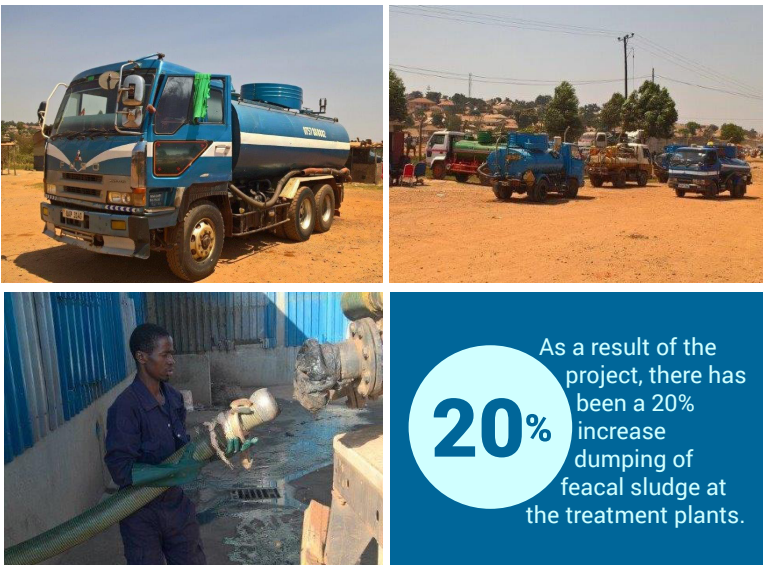 20%
As a result of the
project, there has
been a 20%
increase
dumping of
feacal sludge at
the treatment plants.